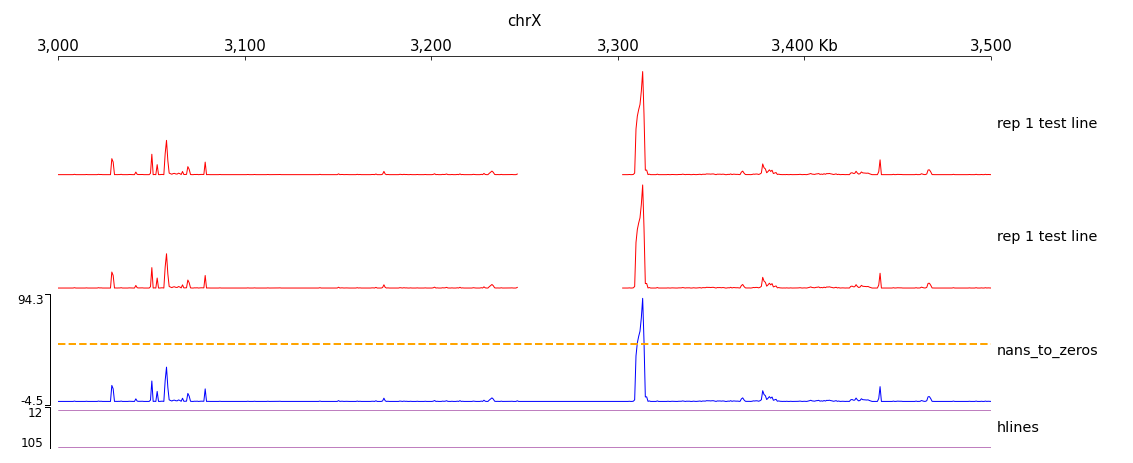 chrX
3,000 3,100 3,200 3,300 3,400 Kb 3,500
rep 1 test line
rep 1 test line
94.3
nans_to_zeros
-4.5
12
hlines
105